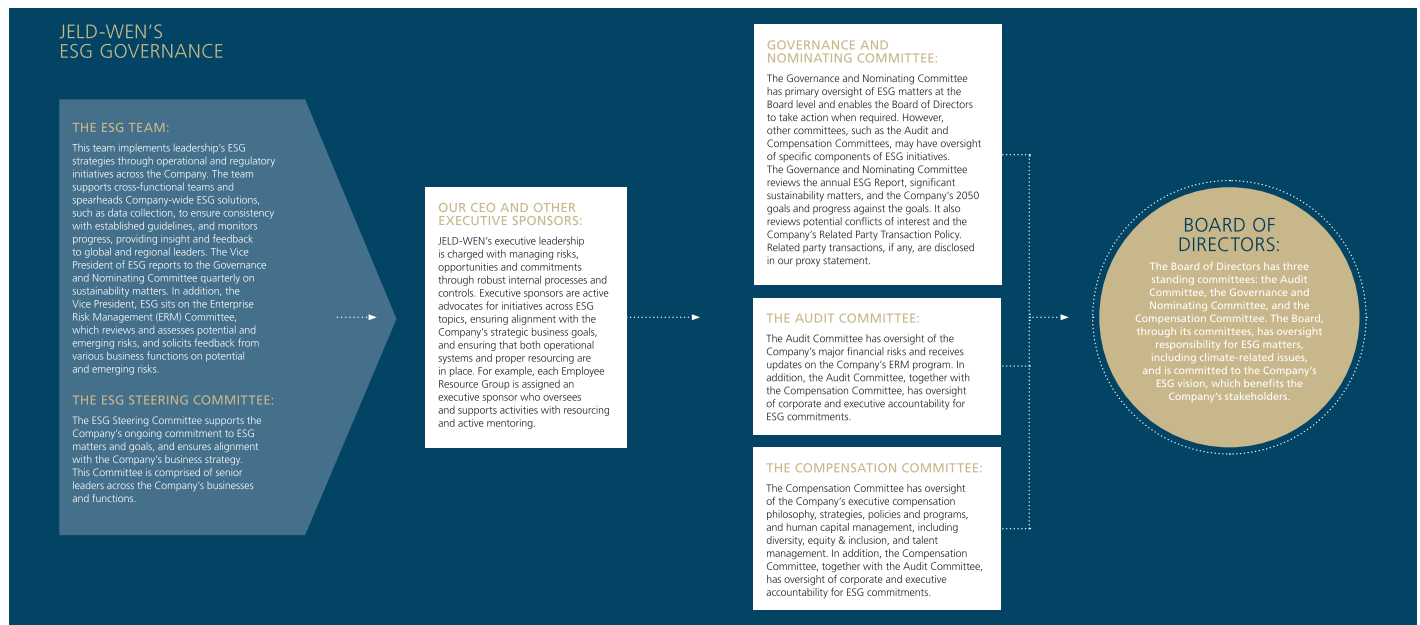 JELD-WEN’S
ESG GOVERNANCE
THE ESG TEAM:
This team implements leadership’s ESG
strategies through operational and regulatory
initiatives across the Company. The team
supports cross-functional teams and
spearheads Company-wide ESG solutions,
such as data collection, to ensure consistency
with established guidelines, and monitors
progress, providing insight and feedback
to global and regional leaders. The Vice
President of ESG reports to the Governance
and Nominating Committee quarterly on
sustainability matters. In addition, the
Vice President, ESG sits on the Enterprise
Risk Management (ERM) Committee,
which reviews and assesses potential and
emerging risks, and solicits feedback from
various business functions on potential
and emerging risks.
THE ESG STEERING COMMITTEE:
The ESG Steering Committee supports the
Company’s ongoing commitment to ESG
matters and goals, and ensures alignment
with the Company’s business strategy.
This Committee is comprised of senior
leaders across the Company’s businesses
and functions.
OUR CEO AND OTHER
EXECUTIVE SPONSORS:
JELD-WEN’s executive leadership
is charged with managing risks,
opportunities and commitments
through robust internal processes and
controls. Executive sponsors are active
advocates for initiatives across ESG
topics, ensuring alignment with the
Company’s strategic business goals,
and ensuring that both operational
systems and proper resourcing are
in place. For example, each Employee
Resource Group is assigned an
executive sponsor who oversees
and supports activities with resourcing
and active mentoring.
GOVERNANCE AND
NOMINATING COMMITTEE:
The Governance and Nominating Committee
has primary oversight of ESG matters at the
Board level and enables the Board of Directors
to take action when required. However,
other committees, such as the Audit and
Compensation Committees, may have oversight
of specific components of ESG initiatives.
The Governance and Nominating Committee
reviews the annual ESG Report, significant
sustainability matters, and the Company’s 2050
goals and progress against the goals. It also
reviews potential conflicts of interest and the
Company’s Related Party Transaction Policy.
Related party transactions, if any, are disclosed
in our proxy statement.
THE AUDIT COMMITTEE:
The Audit Committee has oversight of the
Company’s major financial risks and receives
updates on the Company’s ERM program. In
addition, the Audit Committee, together with
the Compensation Committee, has oversight
of corporate and executive accountability for
ESG commitments.
THE COMPENSATION COMMITTEE:
The Compensation Committee has oversight
of the Company’s executive compensation
philosophy, strategies, policies and programs,
and human capital management, including
diversity, equity & inclusion, and talent
management. In addition, the Compensation
Committee, together with the Audit Committee,
has oversight of corporate and executive
accountability for ESG commitments.
BOARD OF
DIRECTORS:
The Board of Directors has three
standing committees: the Audit
Committee, the Governance and
Nominating Committee, and the
Compensation Committee. The Board,
through its committees, has oversight
responsibility for ESG matters,
including climate-related issues,
and is committed to the Company’s
ESG vision, which benefits the
Company’s stakeholders.